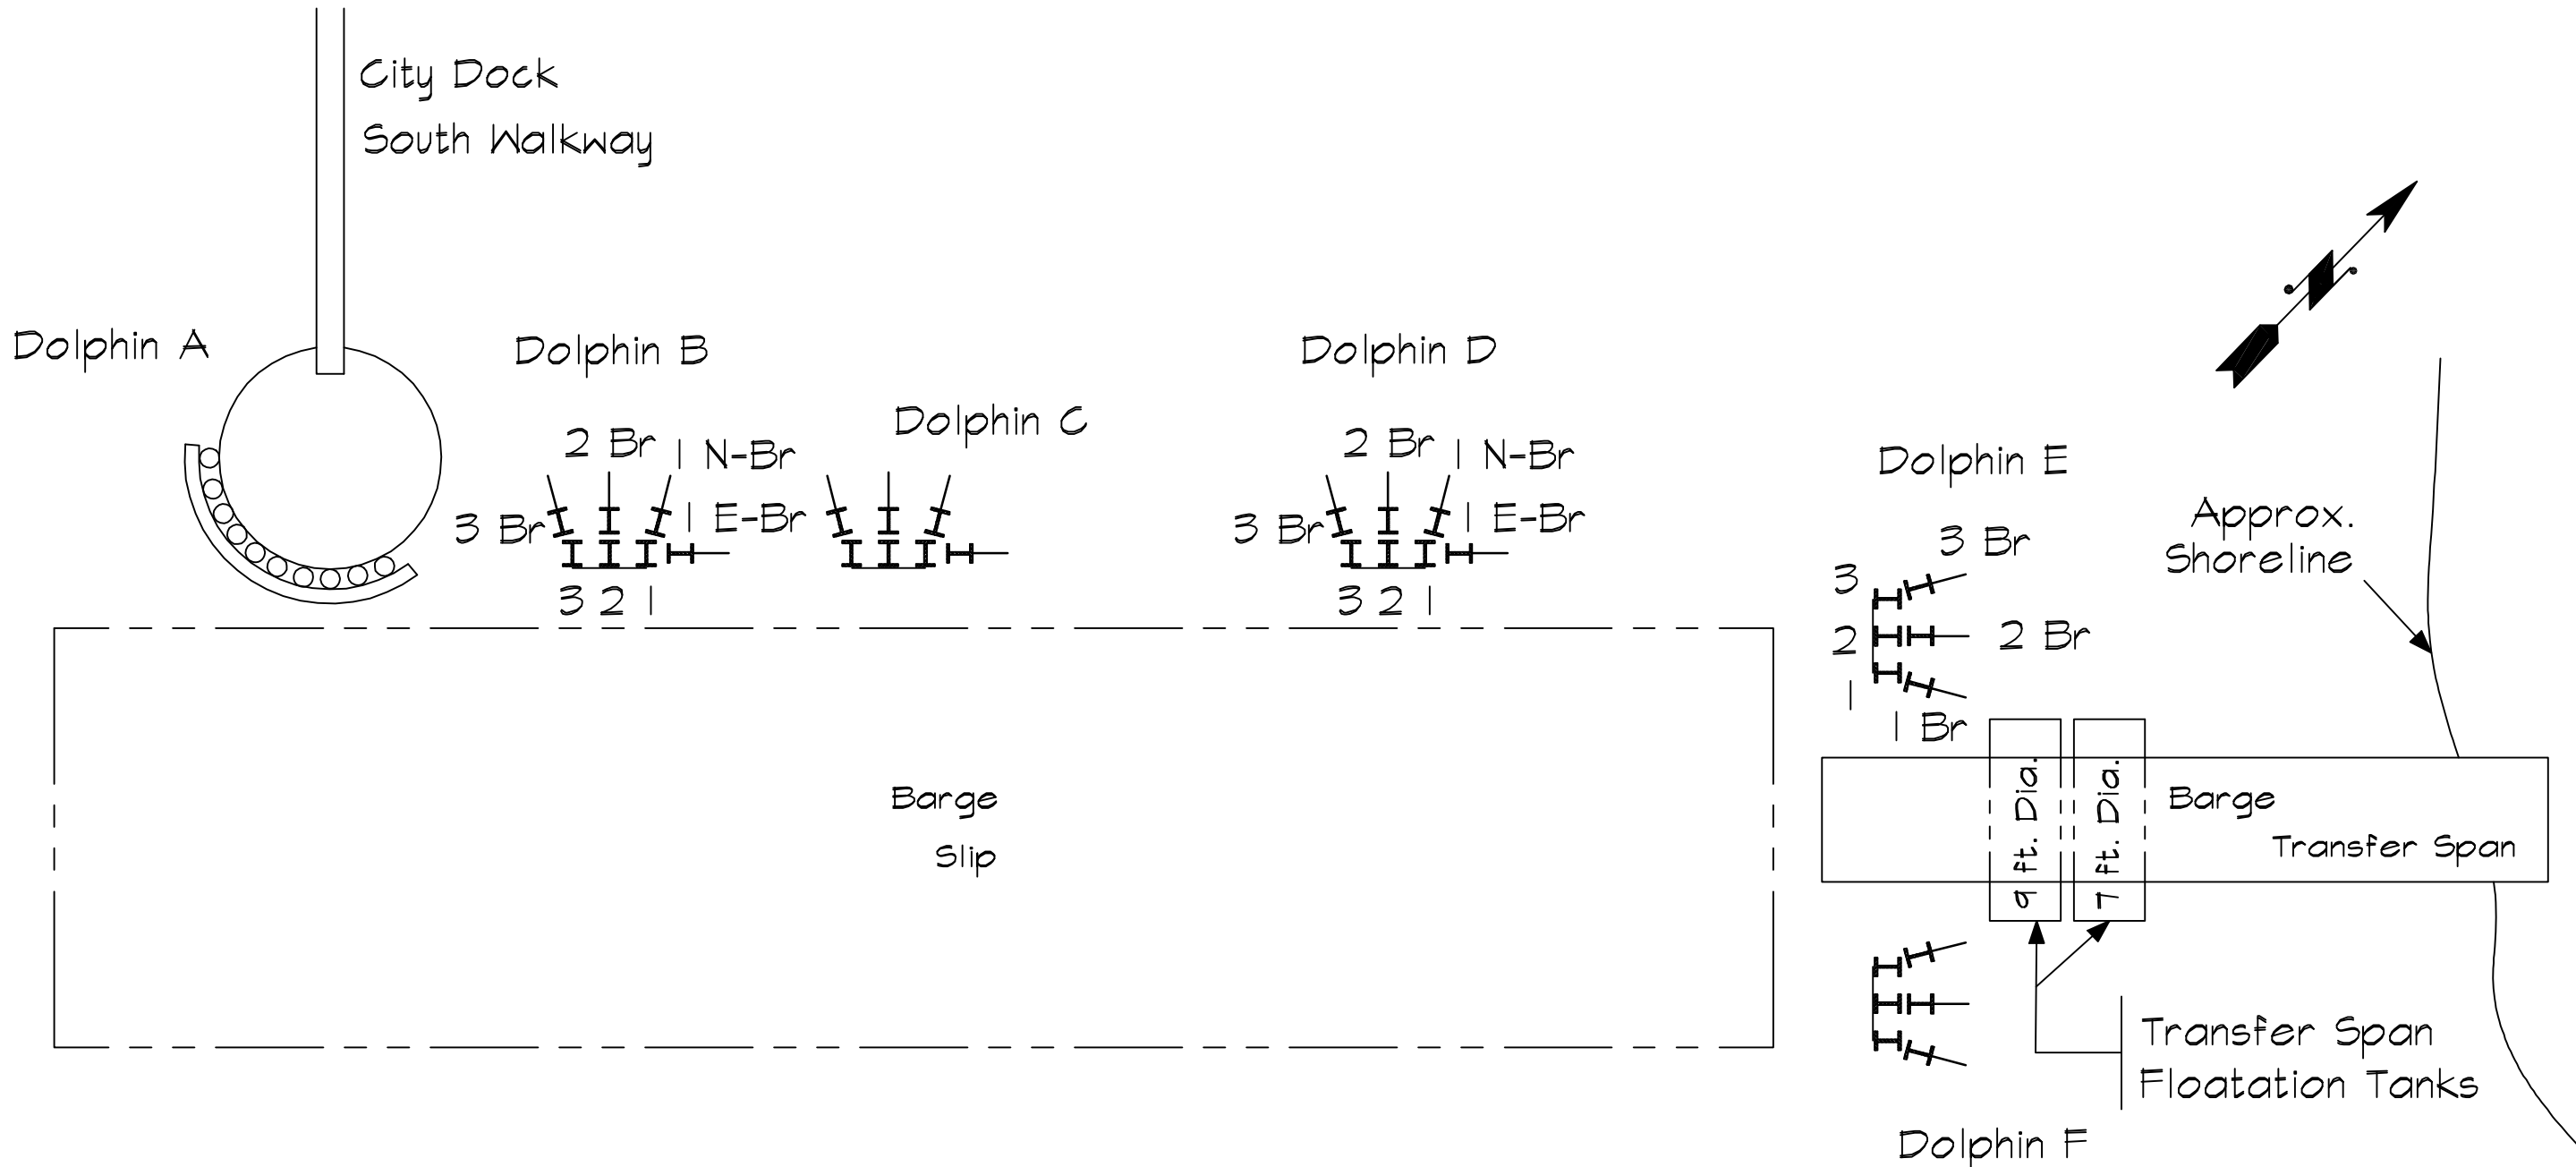 City Dock
South Walkway
Dolphin A
Dolphin B
2 Br
1 N-Br
3 Br
1 E-Br
3 2 1
Dolphin C
Dolphin D
2 Br
1 N-Br
3 Br
1 E-Br
3 2 1
Dolphin E
3 Br
3
2
2 Br
1
1 Br
Approx.
Shoreline
Barge
Slip
9 ft. Dia.
7 ft. Dia.
Barge
Transfer Span
Transfer Span
Floatation Tanks
Dolphin F